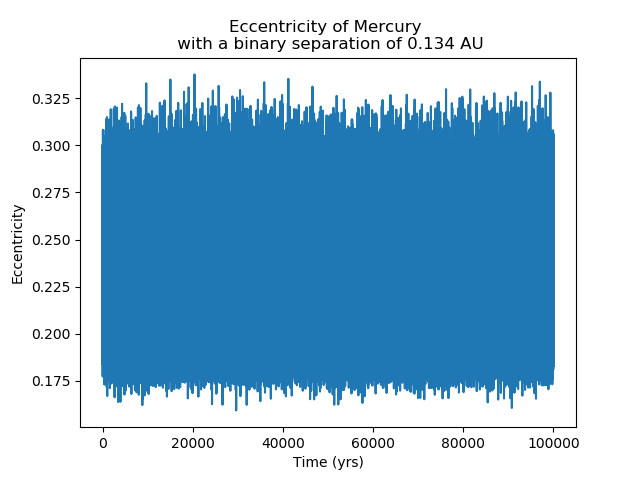 Eccentricity of Mercury
with a binary separation of 0.134 AU
0.325
0.300
0.275
0.250
0.225
0.200
0.175
Eccentricity
0 20000 40000 60000 80000 100000
Time (yrs)